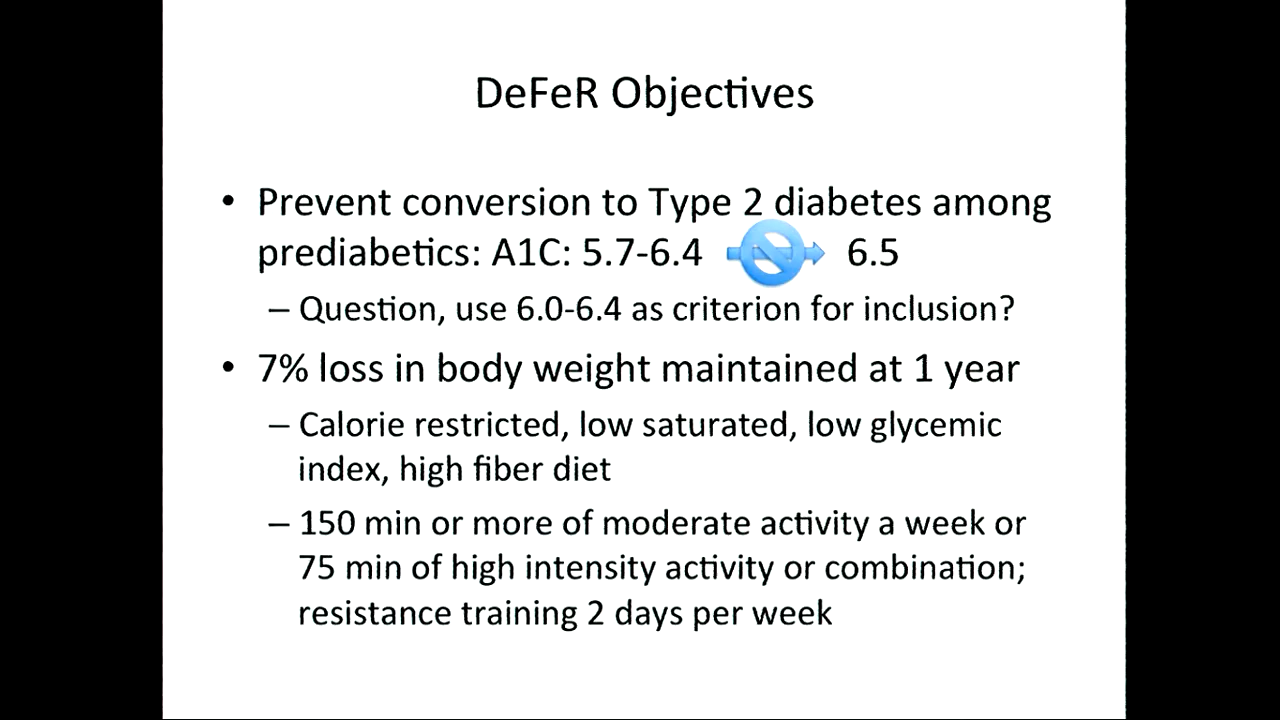 DeFeR Objectives
• Prevent conversion to Type 2 diabetes among
prediabetics: A1C: 5.7-6.4 6.5
– Question, use 6.0-6.4 as criterion for inclusion?
• 7% loss in body weight maintained at 1 year
– Calorie restricted, low saturated, low glycemic
index, high fiber diet
– 150 min or more of moderate activity a week or
75 min of high intensity activity or combination;
resistance training 2 days per week